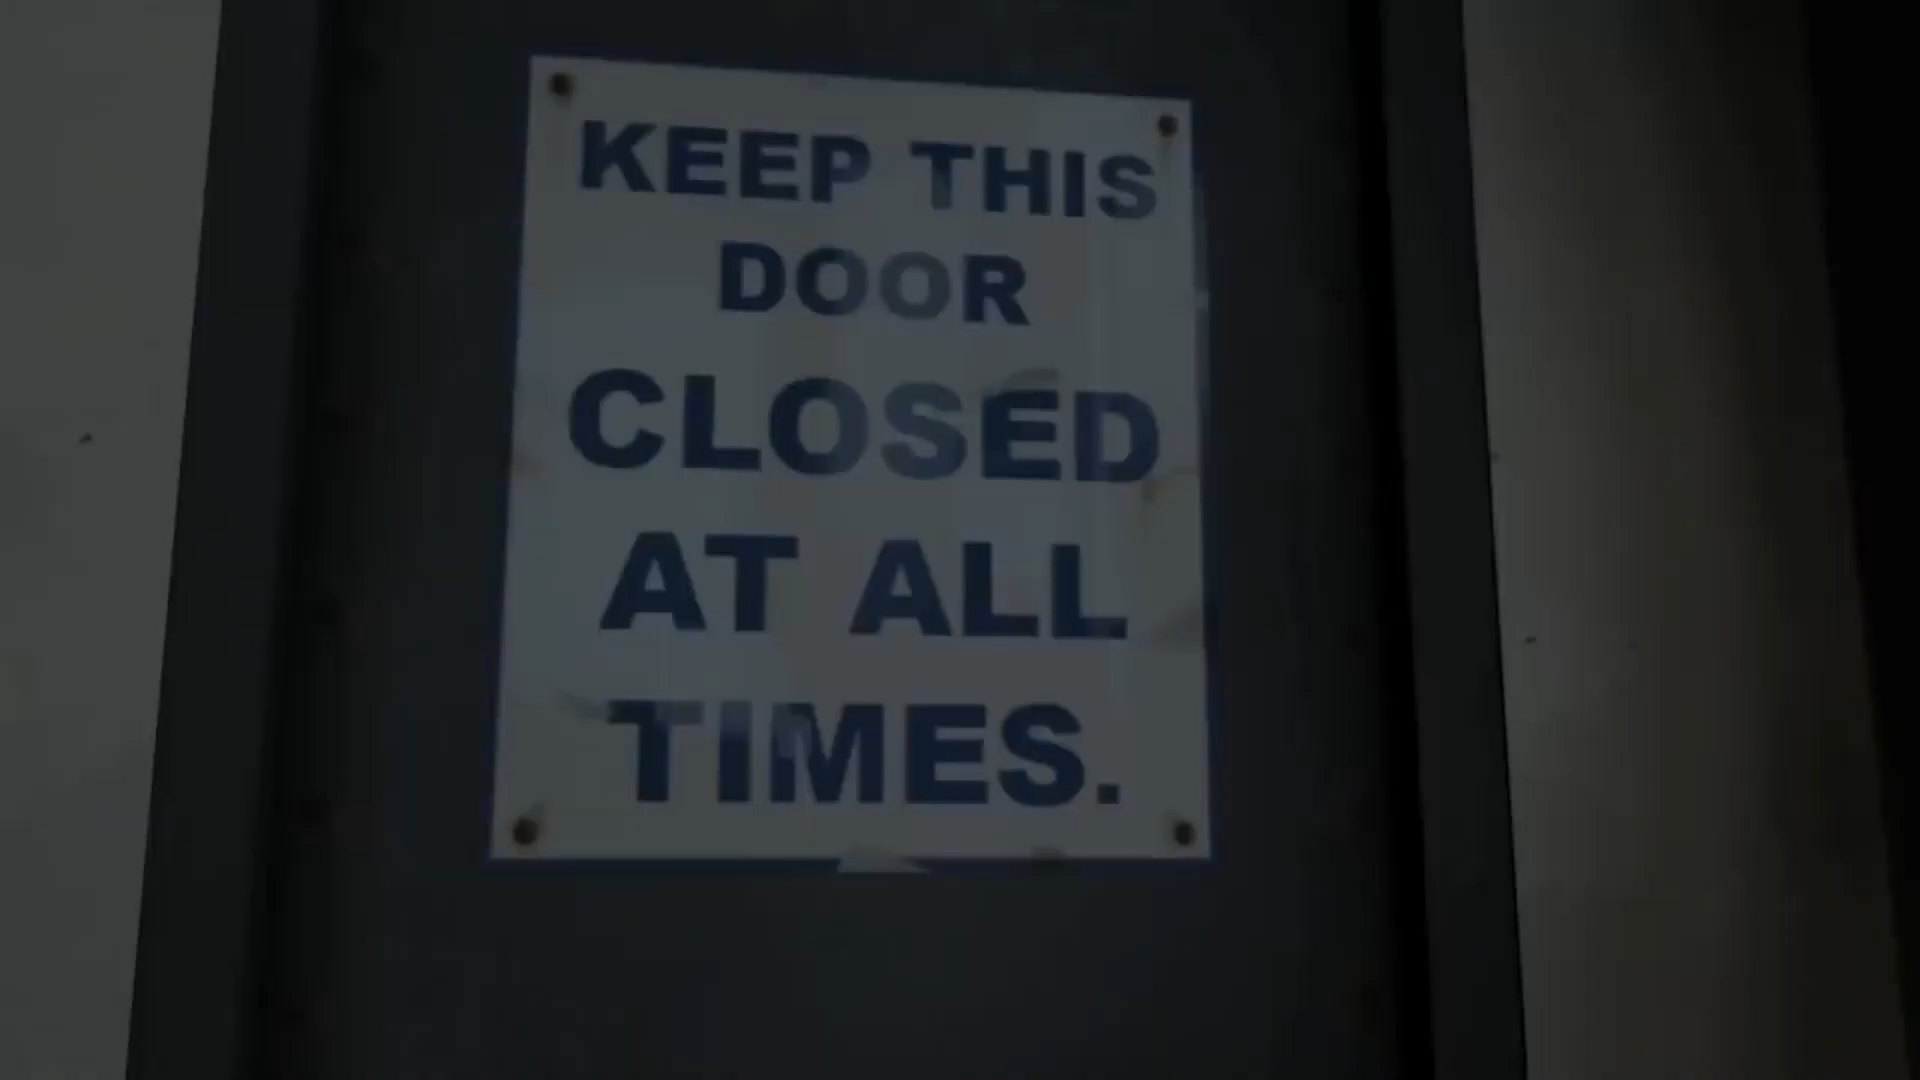 KEEP THIS
DOOR
CLOSED
AT ALL
TIMES.